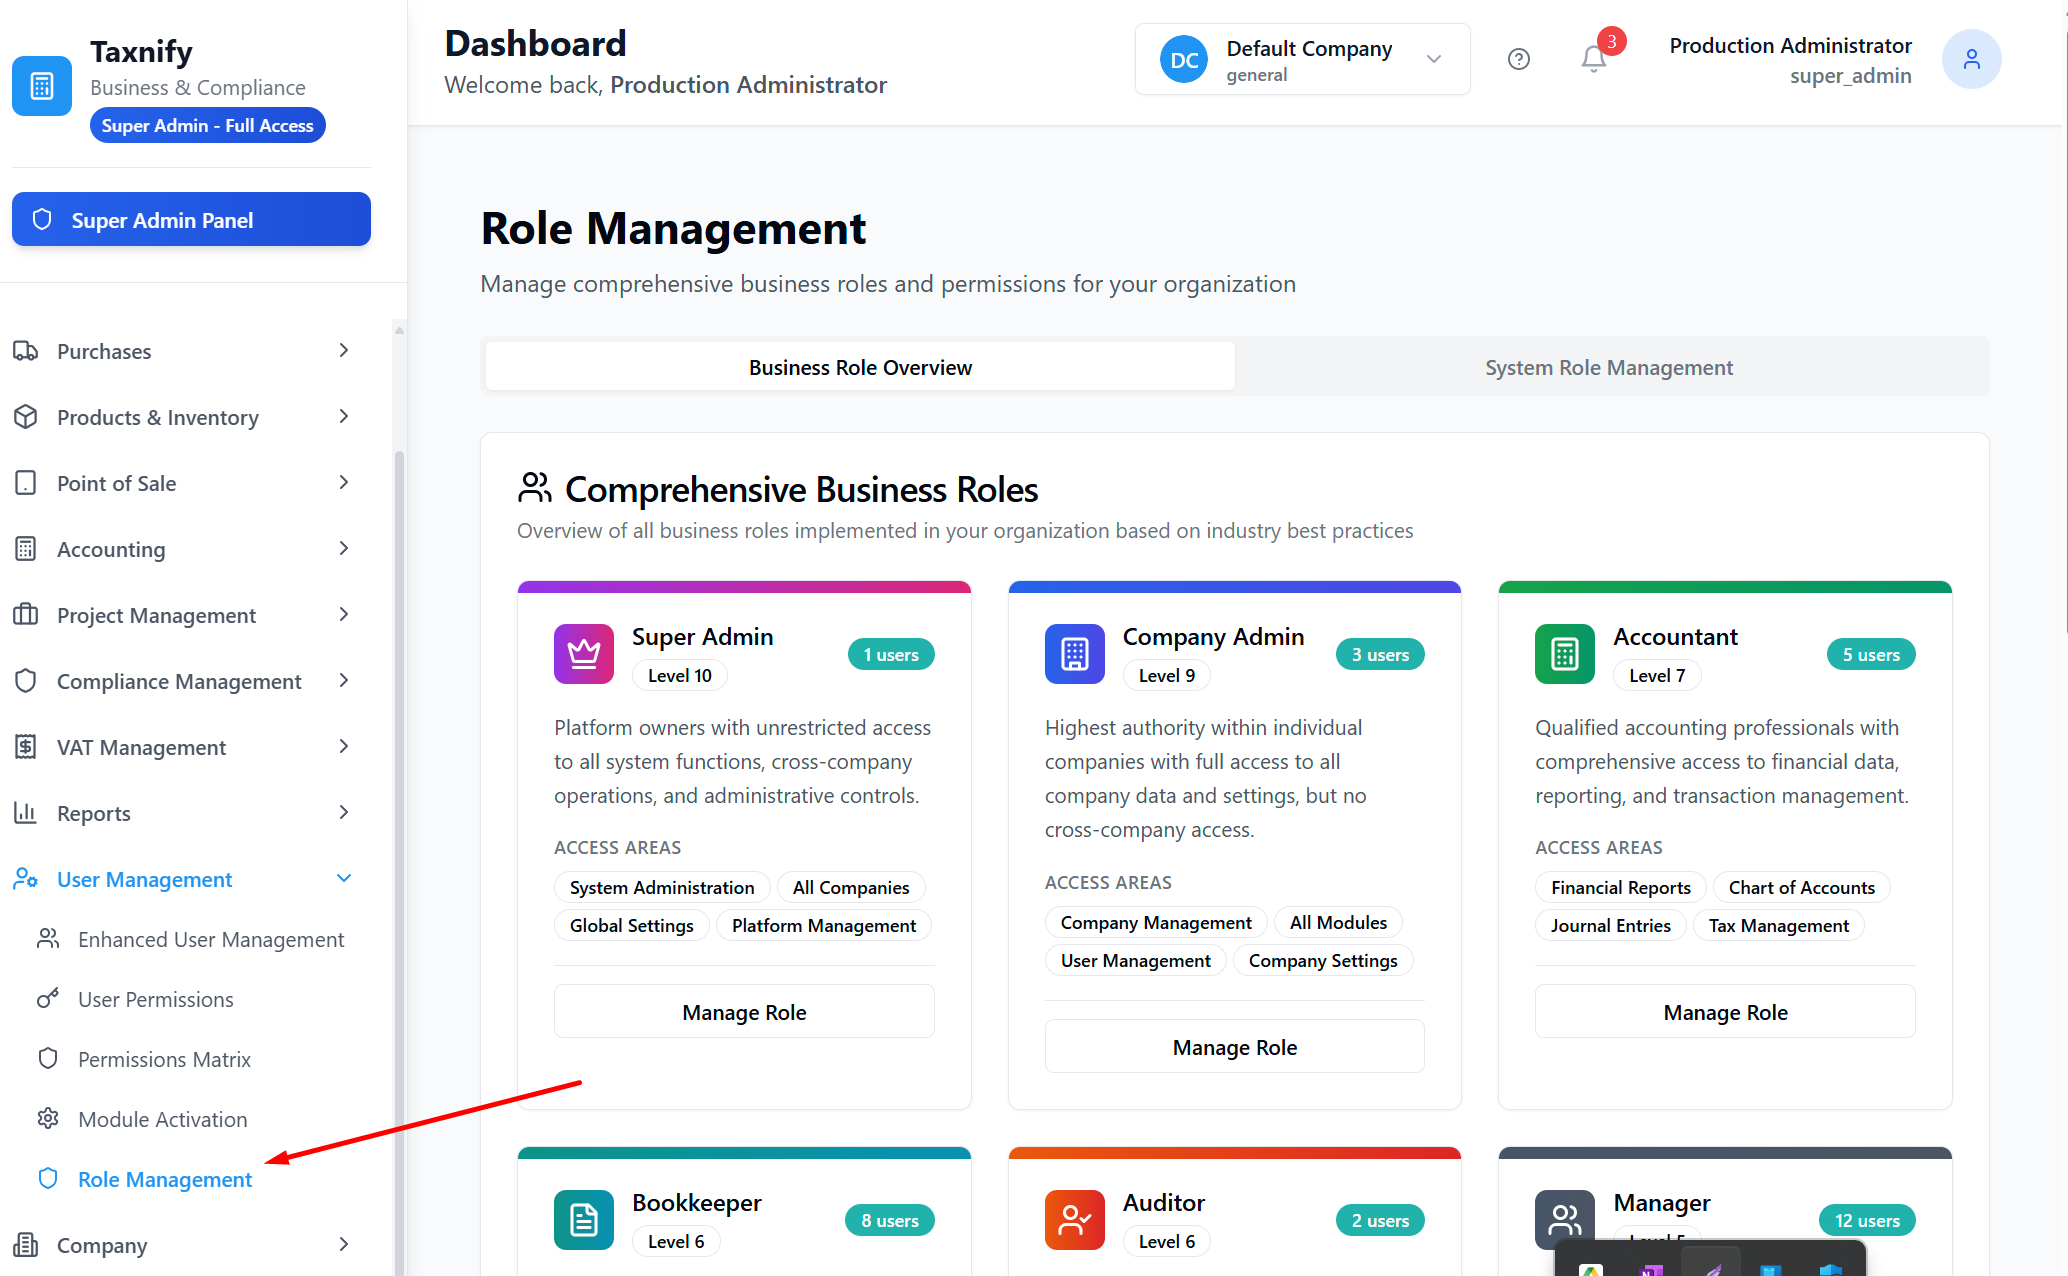 Taxnify
Business & Compliance
Super Admin - Full Access
Super Admin Panel
Purchases
Products & Inventory
Point of Sale
Accounting
Project Management
Compliance Management
VAT Management
Reports
User Management
Enhanced User Management
User Permissions
Permissions Matrix
Module Activation
Role Management
Company
Dashboard
Welcome back, Production Administrator
DC
Default Company
general
3
Production Administrator
super_admin
Role Management
Manage comprehensive business roles and permissions for your organization
Business Role Overview
System Role Management
Comprehensive Business Roles
Overview of all business roles implemented in your organization based on industry best practices
Super Admin
Level 10
1 users
Platform owners with unrestricted access
to all system functions, cross-company
operations, and administrative controls.
ACCESS AREAS
System Administration
All Companies
Global Settings
Platform Management
Manage Role
Company Admin
Level 9
3 users
Highest authority within individual
companies with full access to all
company data and settings, but no
cross-company access.
ACCESS AREAS
Company Management
All Modules
User Management
Company Settings
Manage Role
Accountant
Level 7
5 users
Qualified accounting professionals with
comprehensive access to financial data,
reporting, and transaction management.
ACCESS AREAS
Financial Reports
Chart of Accounts
Journal Entries
Tax Management
Manage Role
Bookkeeper
Level 6
8 users
Auditor
Level 6
2 users
Manager
Level 5
12 users